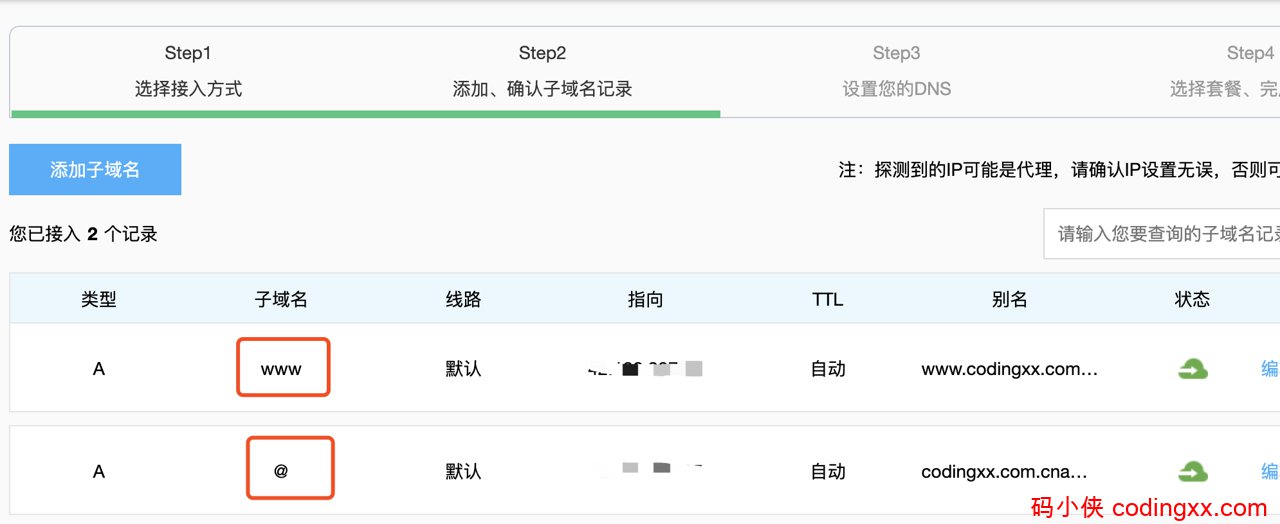 Step1 Step2 Step3 Step4
选择接入方式 添加、确认子域名记录 设置您的DNS 选择套餐、完
添加子域名 注：探测到的IP可能是代理，请确认IP设置无误，否则可
您已接入 2 个记录 请输入您要查询的子域名记录
类型 子域名 线路 指向 TTL 别名 状态
A www 默认 自动 www.codingxx.com... 编
A @ 默认 自动 codingxx.com.cna... 编
码小侠 codingxx.com